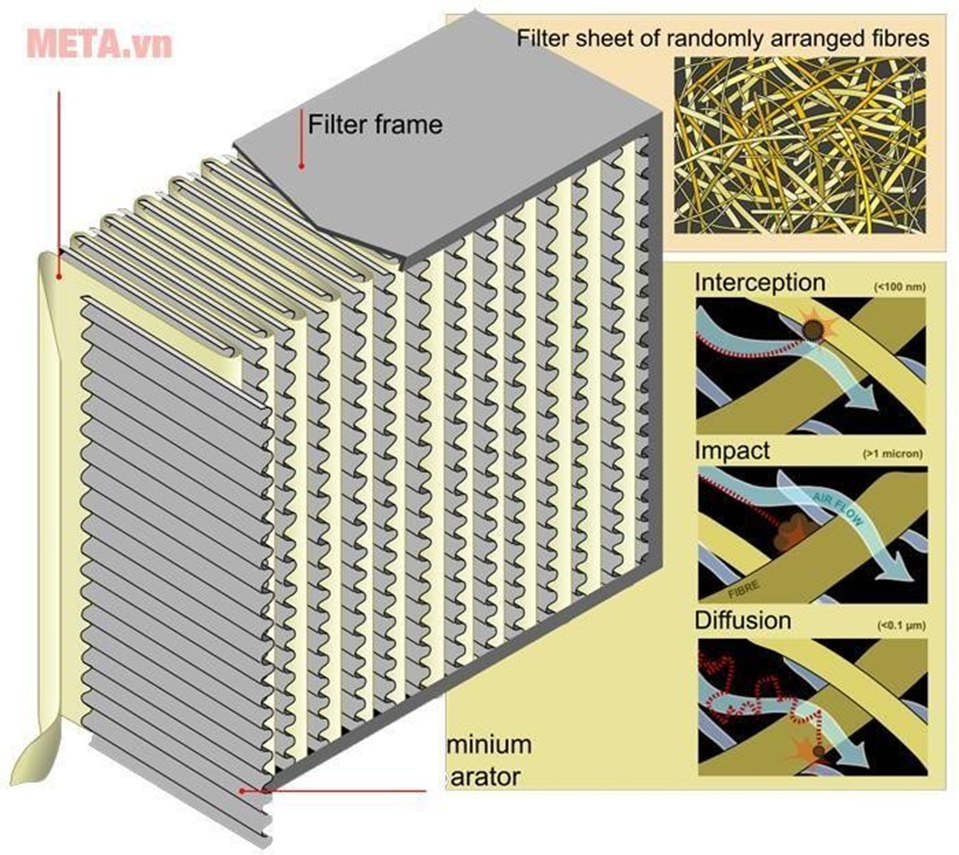 META.vn
Filter sheet of randomly arranged fibres
Filter frame
Interception (<100 nm)
Impact (>1 micron)
AIR FLOW
FIBRE
Diffusion (<0.1 µm)
minium
arator